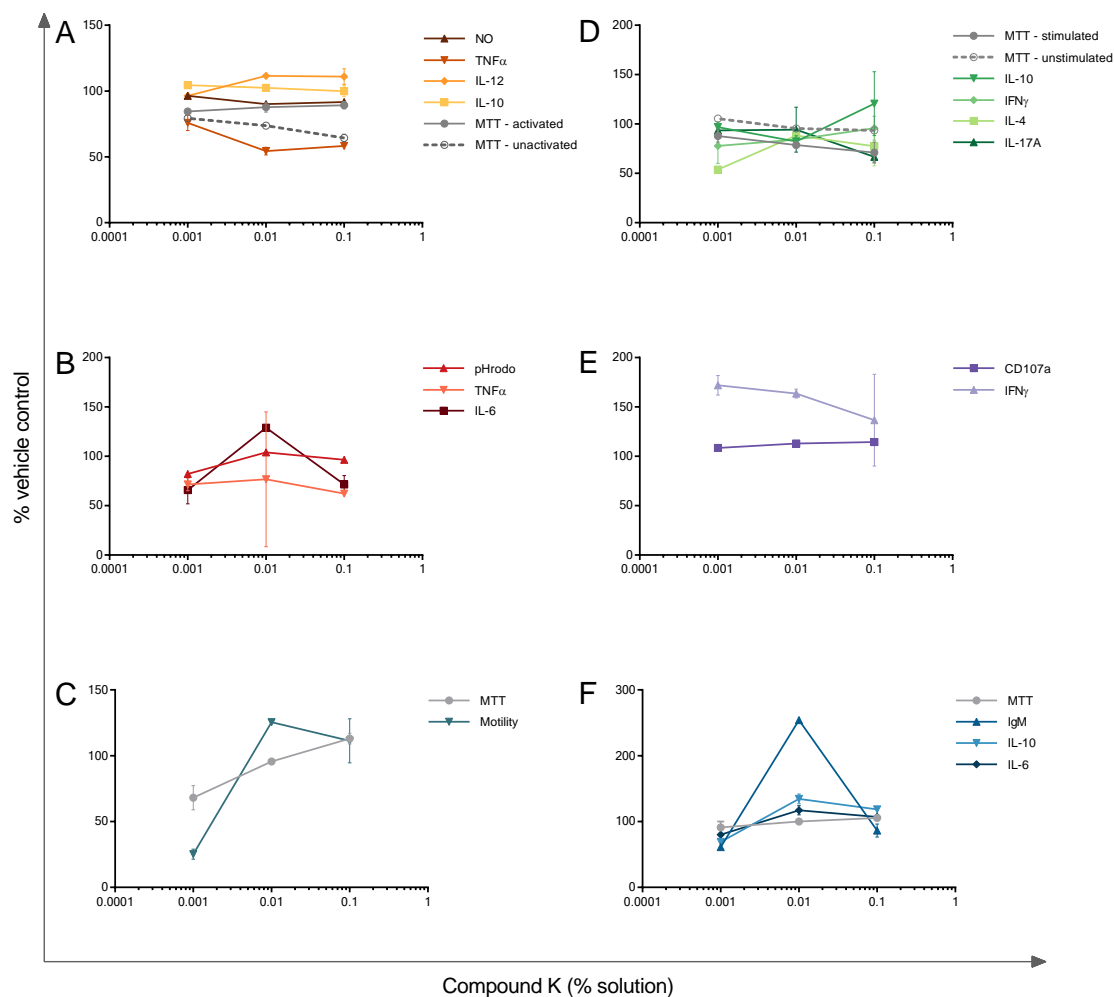 A
150
100
50
0
0.0001
0.001
0.01
0.1
1
NO
TNFα
IL-12
IL-10
MTT - activated
MTT - unactivated
D
200
150
100
50
0
0.0001
0.001
0.01
0.1
1
MTT - stimulated
MTT - unstimulated
IL-10
IFNγ
IL-4
IL-17A
B
200
150
100
50
0
0.0001
0.001
0.01
0.1
1
pHrodo
TNFα
IL-6
E
200
150
100
50
0
0.0001
0.001
0.01
0.1
1
CD107a
IFNγ
C
150
100
50
0
0.0001
0.001
0.01
0.1
1
MTT
Motility
F
300
200
100
0
0.0001
0.001
0.01
0.1
1
MTT
IgM
IL-10
IL-6
% vehicle control
Compound K (% solution)